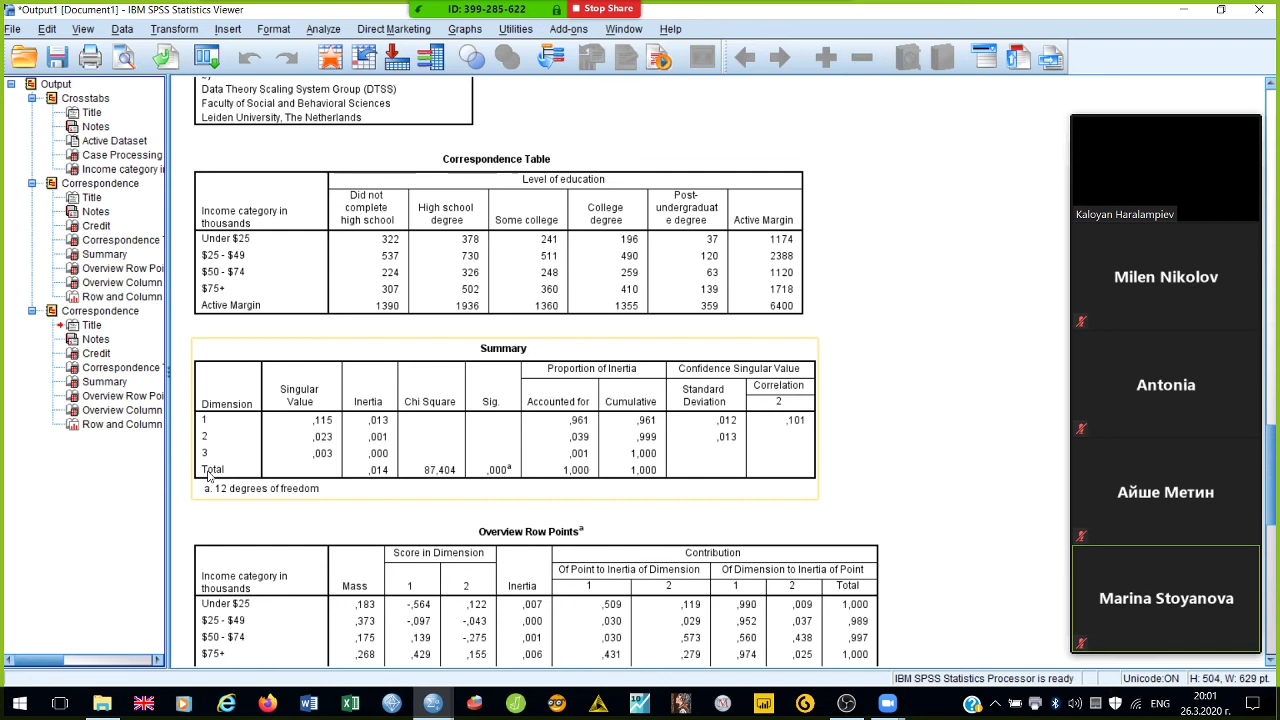 *Output1 [Document1] - IBM SPSS Statistics Viewer
ID: 399-285-622
Stop Share
File Edit View Data Transform Insert Format Analyze Direct Marketing Graphs Utilities Add-ons Window Help
Output
Crosstabs
Title
Notes
Active Dataset
Case Processing
Income category in
Correspondence
Title
Notes
Credit
Correspondence
Summary
Overview Row Poi
Overview Column
Row and Column
Correspondence
Title
Notes
Credit
Correspondence
Summary
Overview Row Poi
Overview Column
Row and Column
Data Theory Scaling System Group (DTSS)
Faculty of Social and Behavioral Sciences
Leiden University, The Netherlands
Correspondence Table
Income category in thousands
Level of education
Did not complete high school High school degree Some college College degree Post-undergraduat e degree Active Margin
Under $25 322 378 241 196 37 1174
$25 - $49 537 730 511 490 120 2388
$50 - $74 224 326 248 259 63 1120
$75+ 307 502 360 410 139 1718
Active Margin 1390 1936 1360 1355 359 6400
Summary
Proportion of Inertia Confidence Singular Value
Dimension Singular Value Inertia Chi Square Sig. Accounted for Cumulative Standard Deviation Correlation 2
1 ,115 ,013 ,961 ,961 ,012 ,101
2 ,023 ,001 ,039 ,999 ,013
3 ,003 ,000 ,001 1,000
Total ,014 87,404 ,000a 1,000 1,000
a. 12 degrees of freedom
Overview Row Pointsa
Score in Dimension Contribution
Of Point to Inertia of Dimension Of Dimension to Inertia of Point
Income category in thousands Mass 1 2 Inertia 1 2 1 2 Total
Under $25 ,183 -,564 ,122 ,007 ,509 ,119 ,990 ,009 1,000
$25 - $49 ,373 -,097 -,043 ,000 ,030 ,029 ,952 ,037 ,989
$50 - $74 ,175 ,139 -,275 ,001 ,030 ,573 ,560 ,438 ,997
$75+ ,268 ,429 ,155 ,006 ,431 ,279 ,974 ,025 1,000
Kaloyan Haralampiev
Milen Nikolov
Antonia
Айше Метин
Marina Stoyanova
IBM SPSS Statistics Processor is ready Unicode:ON H: 504, W: 629 pt.
ENG
20:01
26.3.2020 г.